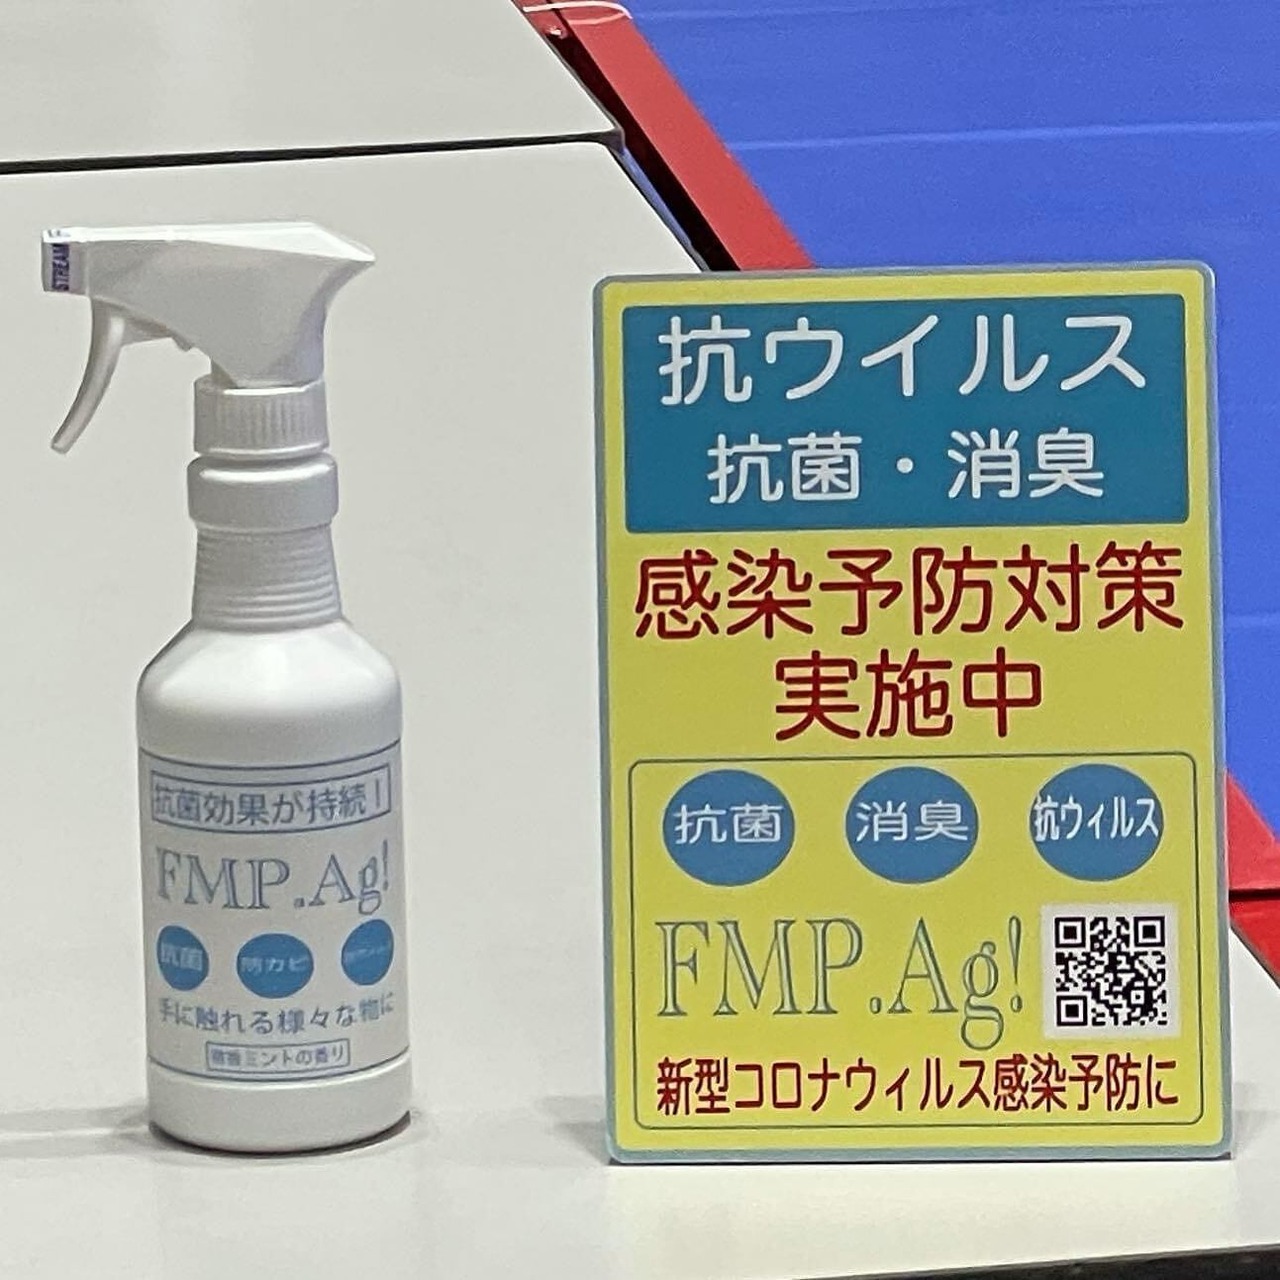 STREAM
抗菌効果が持続！
FMP.Ag!
抗菌
防カビ
手に触れる様々な物に
微香ミントの香り
抗ウイルス
抗菌・消臭
感染予防対策
実施中
抗菌
消臭
抗ウィルス
FMP.Ag!
新型コロナウィルス感染予防に